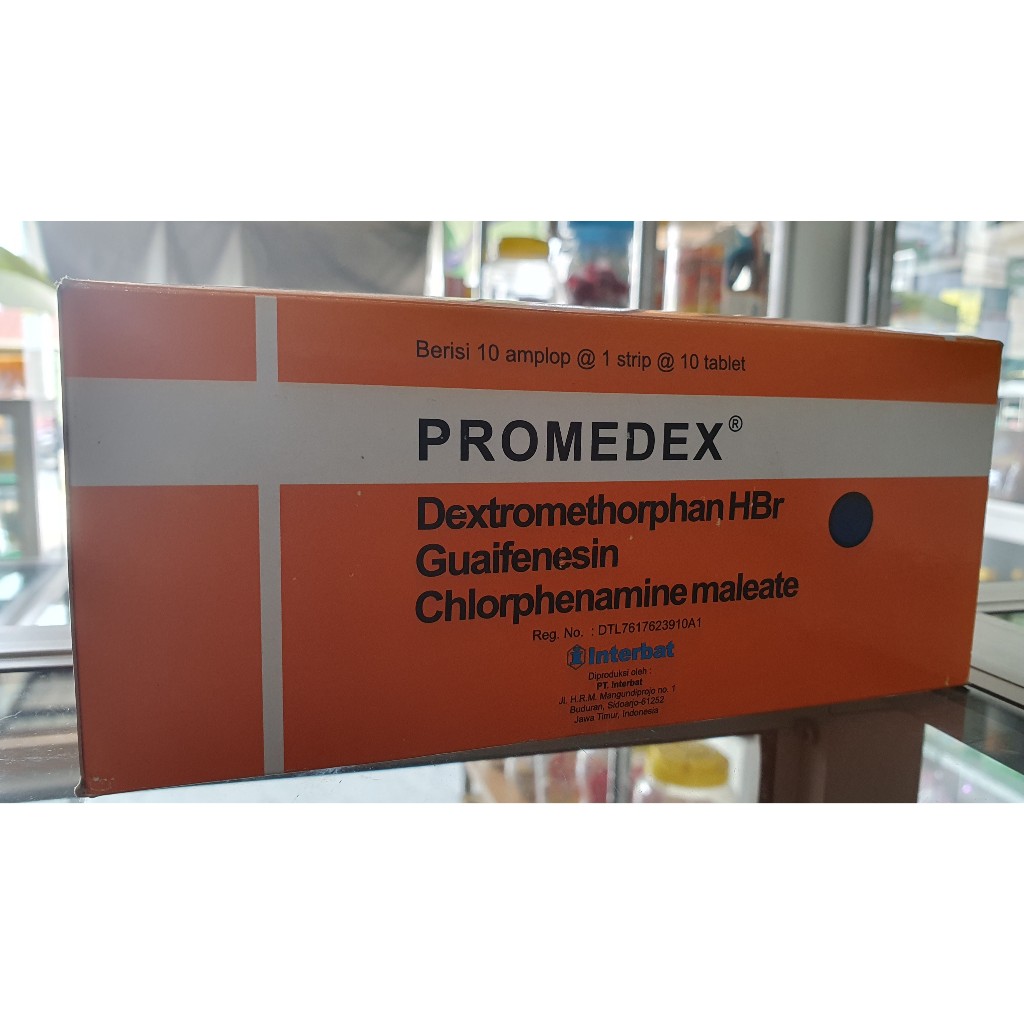 Berisi 10 amplop @ 1 strip @ 10 tablet
PROMEDEX®
Dextromethorphan HBr
Guaifenesin
Chlorphenamine maleate
Reg. No. : DTL7617623910A1
Interbat
Diproduksi oleh :
PT. Interbat
Jl. H.R.M. Mangundiprojo no. 1
Buduran, Sidoarjo-61252
Jawa Timur, Indonesia